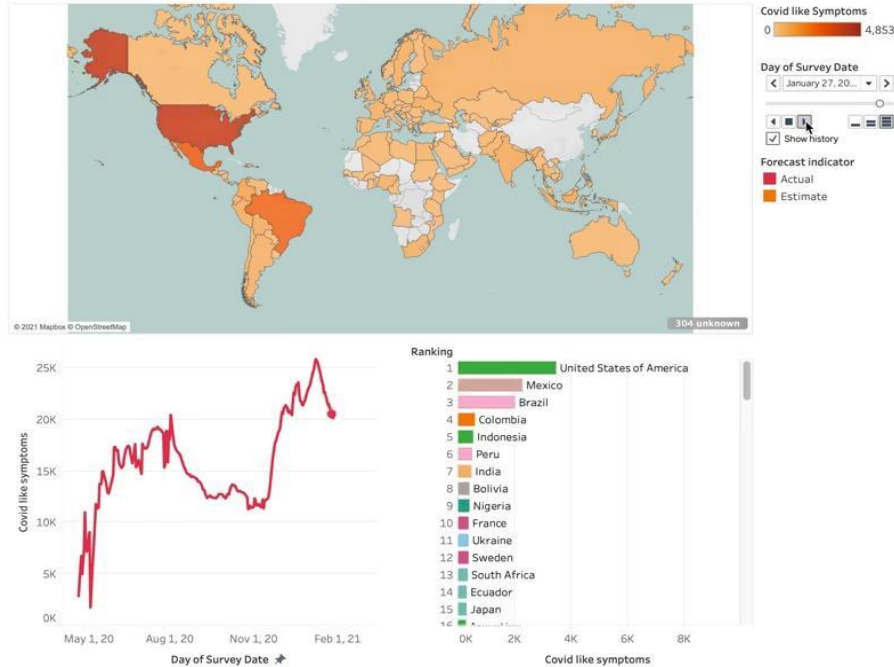 Covid like Symptoms
0 4,853
Day of Survey Date
January 27, 20...
Show history
Forecast indicator
Actual
Estimate
© 2021 Mapbox © OpenStreetMap
304 unknown
25K
20K
15K
10K
5K
0K
Covid like symptoms
May 1, 20 Aug 1, 20 Nov 1, 20 Feb 1, 21
Day of Survey Date
Ranking
1 United States of America
2 Mexico
3 Brazil
4 Colombia
5 Indonesia
6 Peru
7 India
8 Bolivia
9 Nigeria
10 France
11 Ukraine
12 Sweden
13 South Africa
14 Ecuador
15 Japan
16
0K 2K 4K 6K 8K
Covid like symptoms